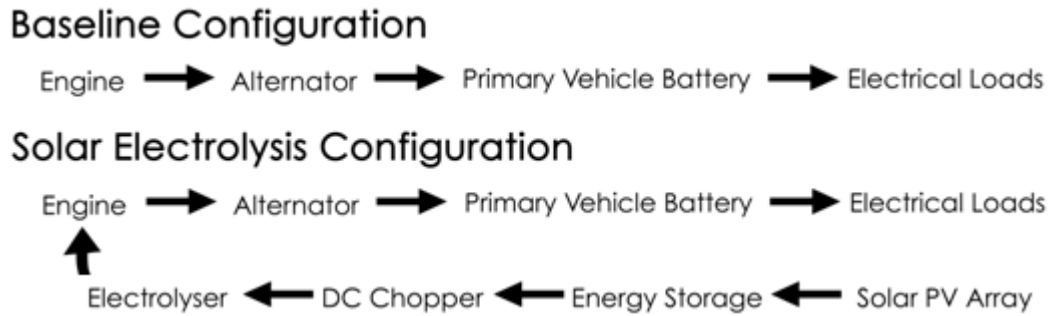 Baseline Configuration
Engine Alternator Primary Vehicle Battery Electrical Loads
Solar Electrolysis Configuration
Engine Alternator Primary Vehicle Battery Electrical Loads
Electrolyser DC Chopper Energy Storage Solar PV Array